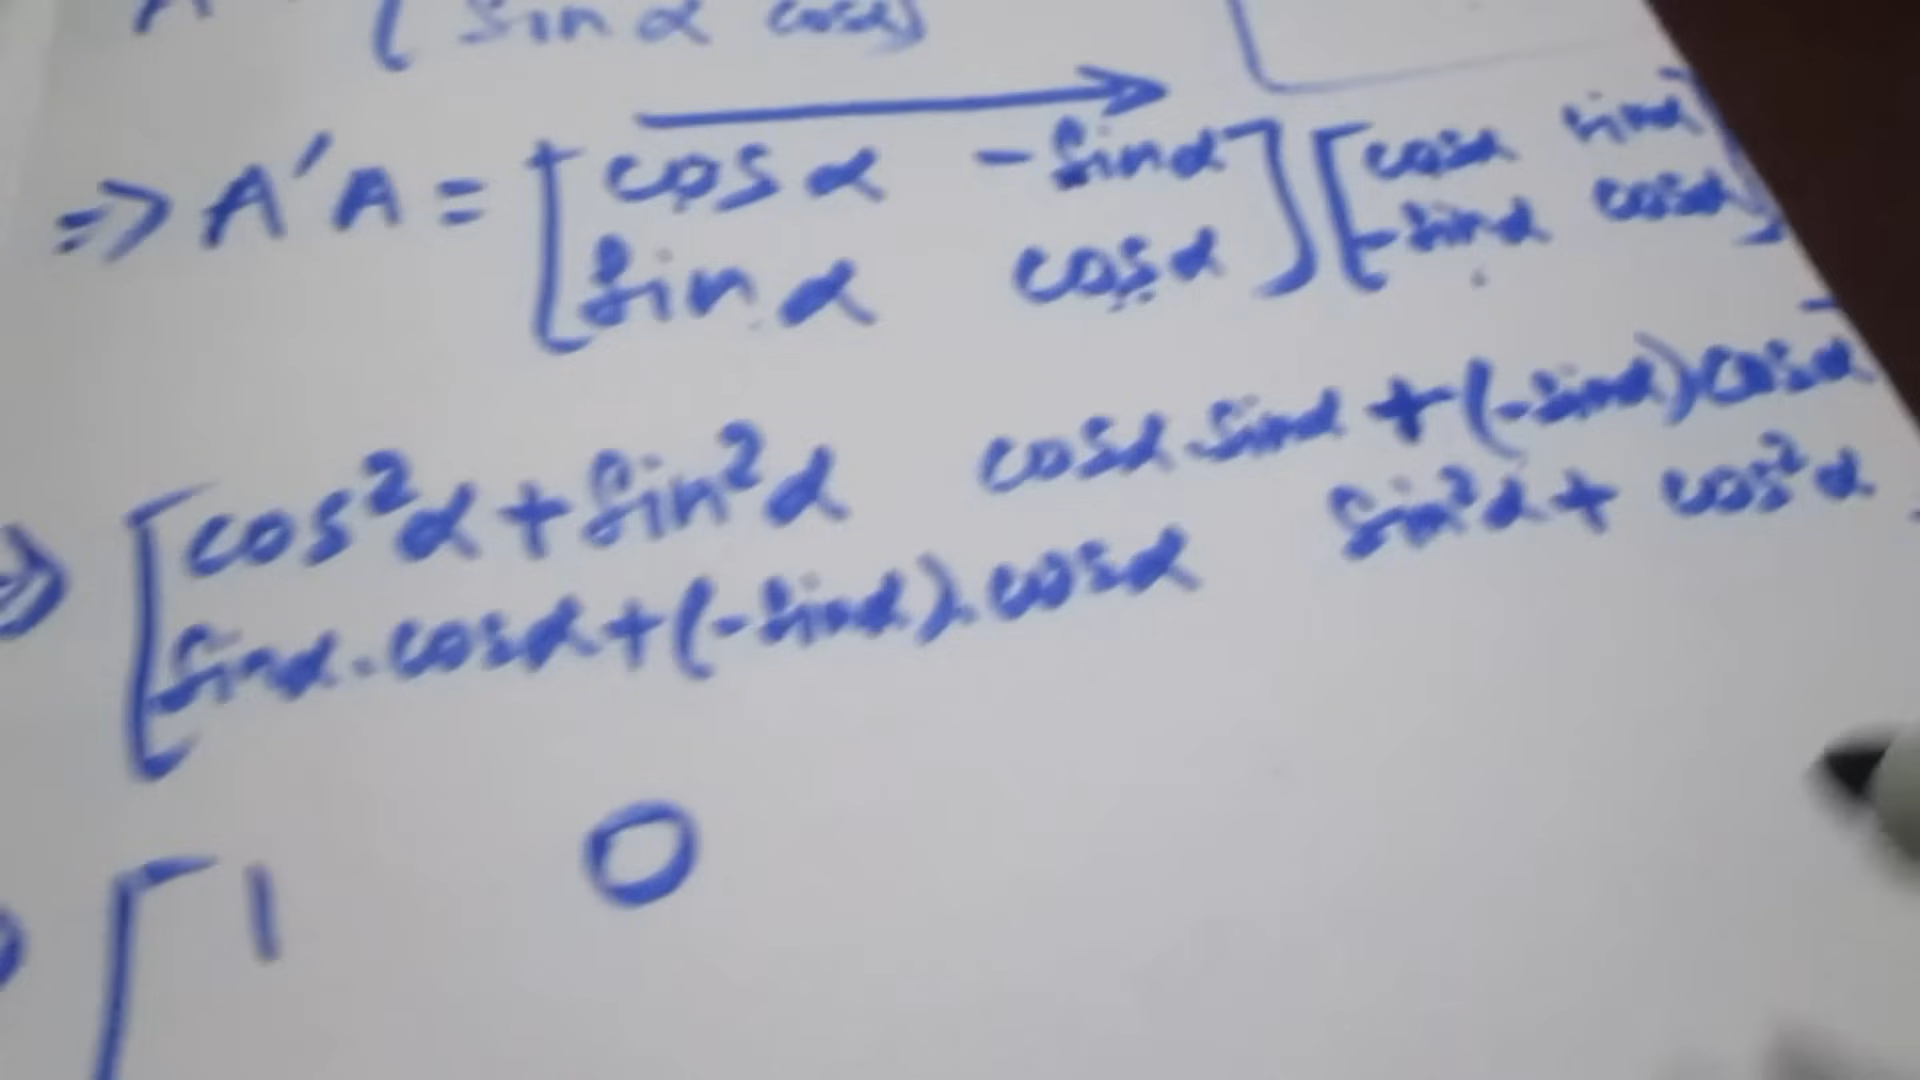 A [sin α cosα]
=> A'A = [cos α -sinα sin α cosα] [cosα sinα -sinα cosα]
=> [cos²α + sin²α cosα.sinα + (-sinα).cosα
sinα.cosα + (-sinα).cosα sin²α + cos²α
[1 0